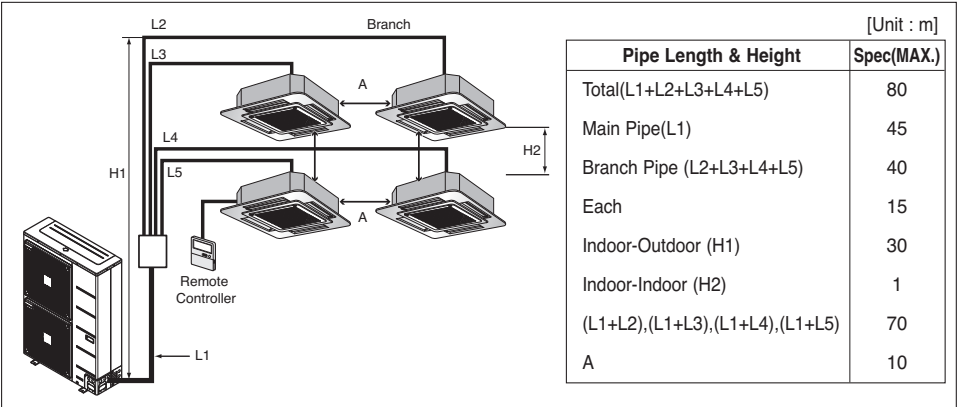 L2
Branch
L3
A
L4
H2
H1
L5
A
Remote
Controller
L1
[Unit : m]
Pipe Length & Height Spec(MAX.)
Total(L1+L2+L3+L4+L5) 80
Main Pipe(L1) 45
Branch Pipe (L2+L3+L4+L5) 40
Each 15
Indoor-Outdoor (H1) 30
Indoor-Indoor (H2) 1
(L1+L2),(L1+L3),(L1+L4),(L1+L5) 70
A 10